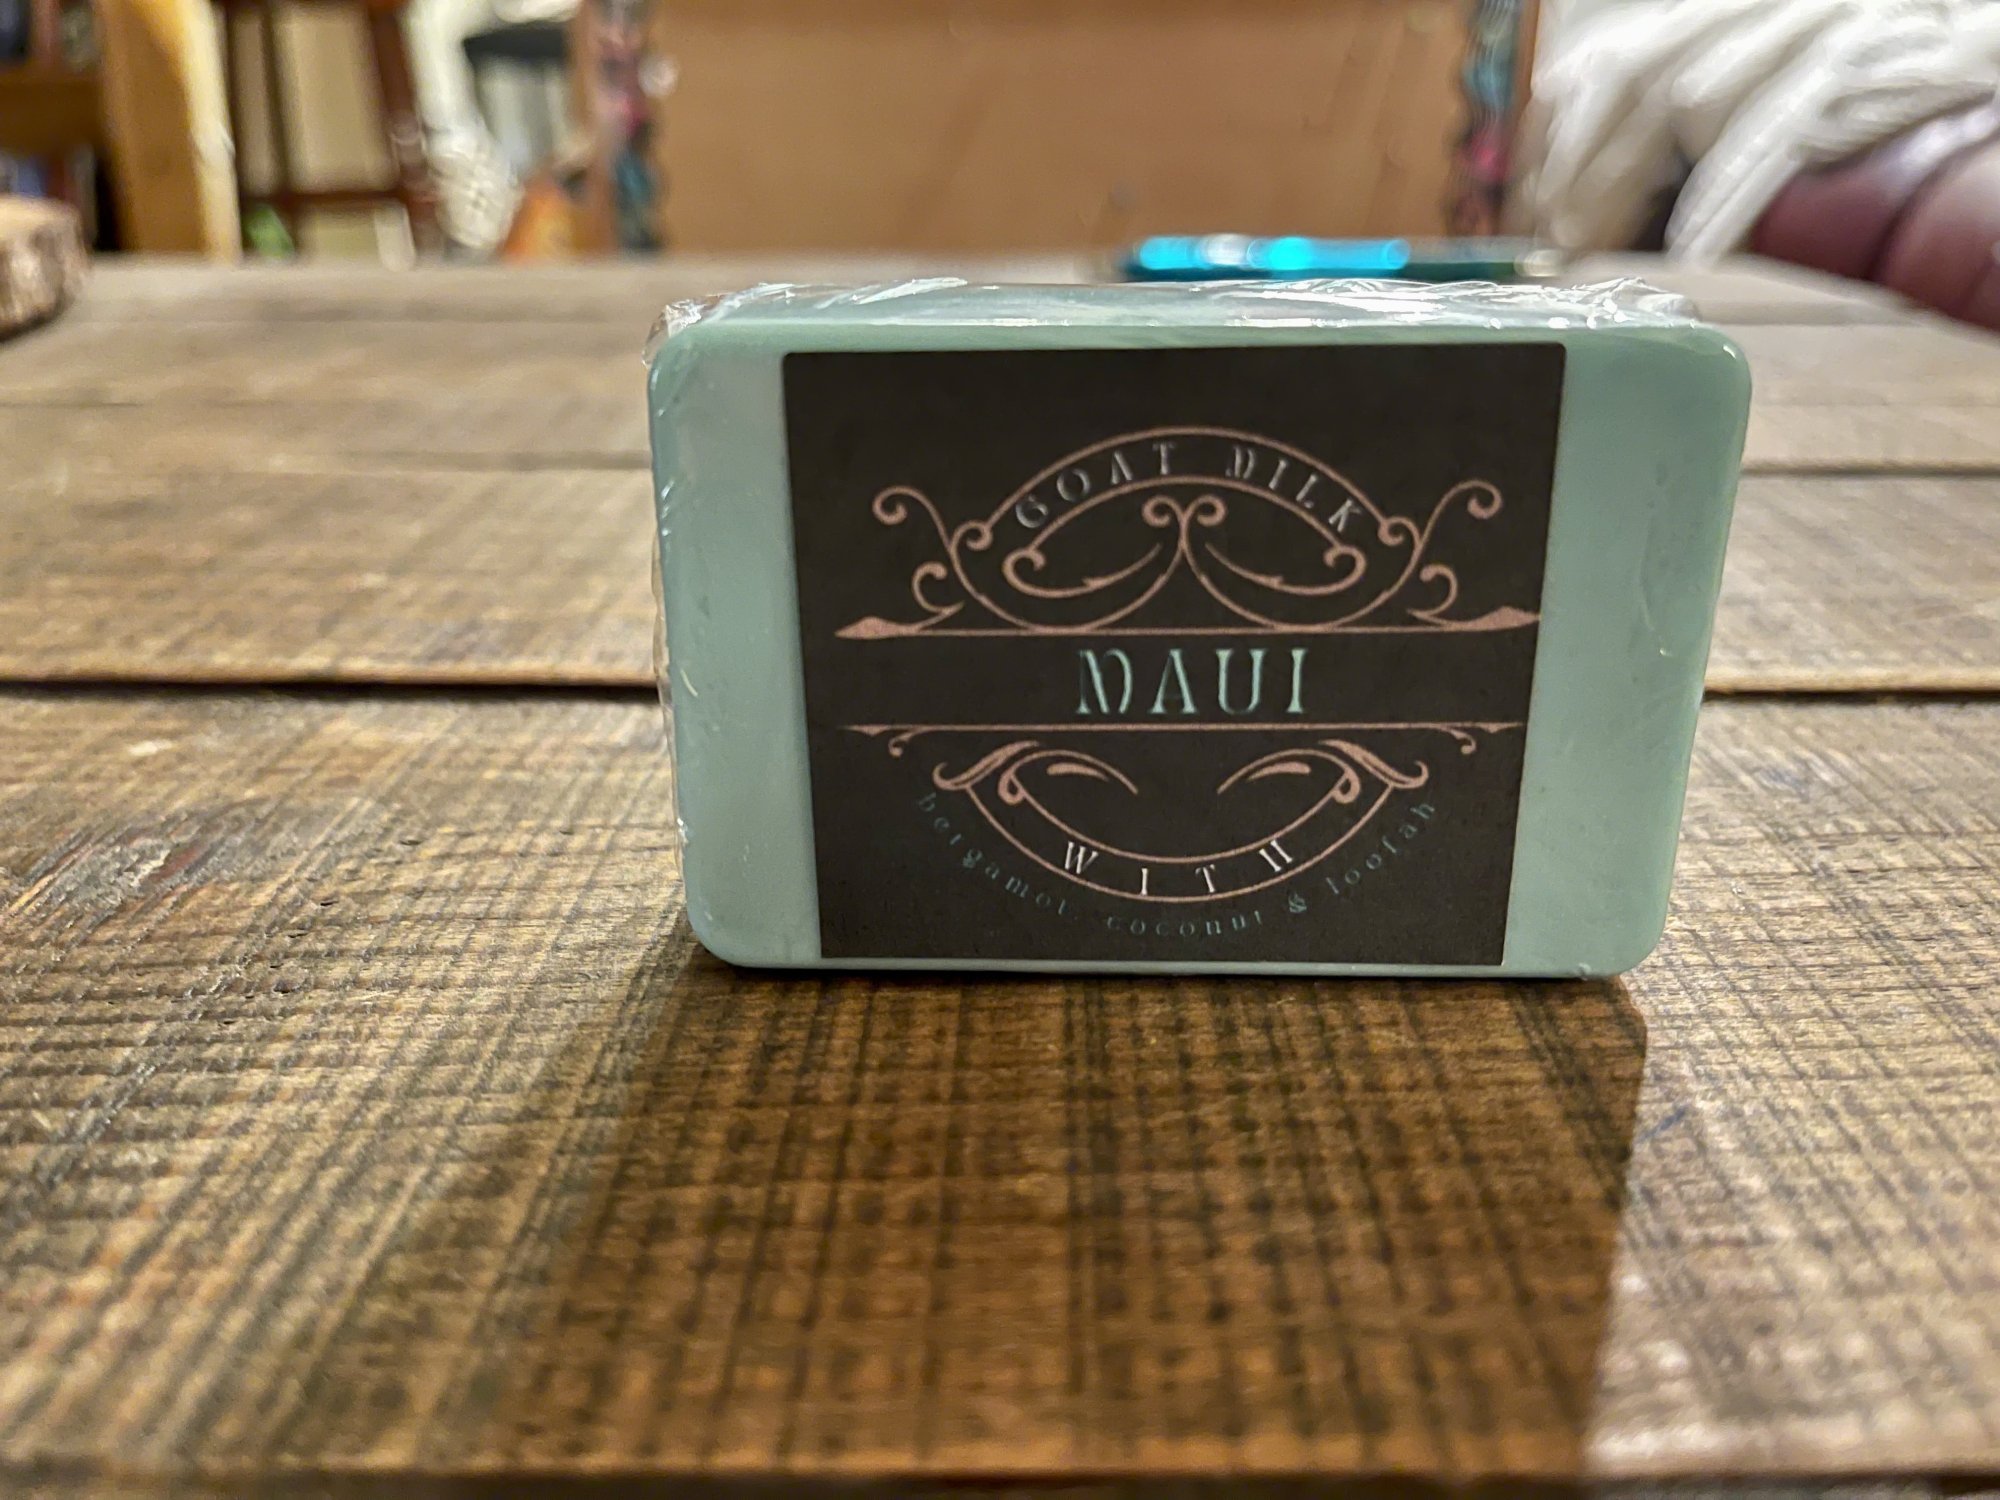 GOAT MILK
MAUI
WITH
bergamot, coconut & loofah